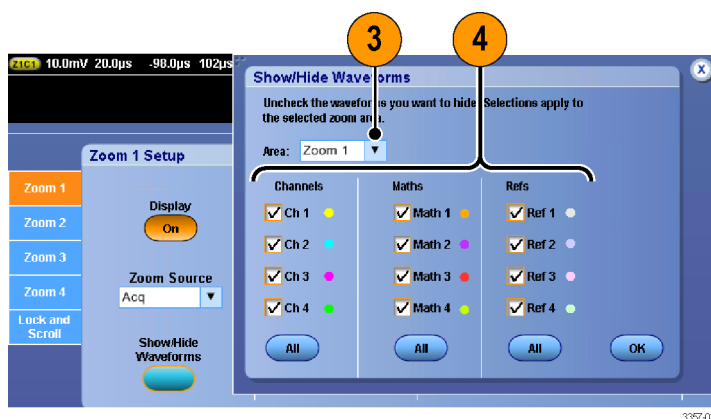 3
4
Z1C1 10.0mV 20.0µs -98.0µs 102µs
Show/Hide Waveforms
Uncheck the waveforms you want to hide. Selections apply to
the selected zoom area.
Area: Zoom 1
Zoom 1 Setup
Channels Maths Refs
Zoom 1
Zoom 2
Zoom 3
Zoom 4
Lock and
Scroll
Display
On
Zoom Source
Acq
Show/Hide
Waveforms
Ch 1 Math 1 Ref 1
Ch 2 Math 2 Ref 2
Ch 3 Math 3 Ref 3
Ch 4 Math 4 Ref 4
All All All OK
X